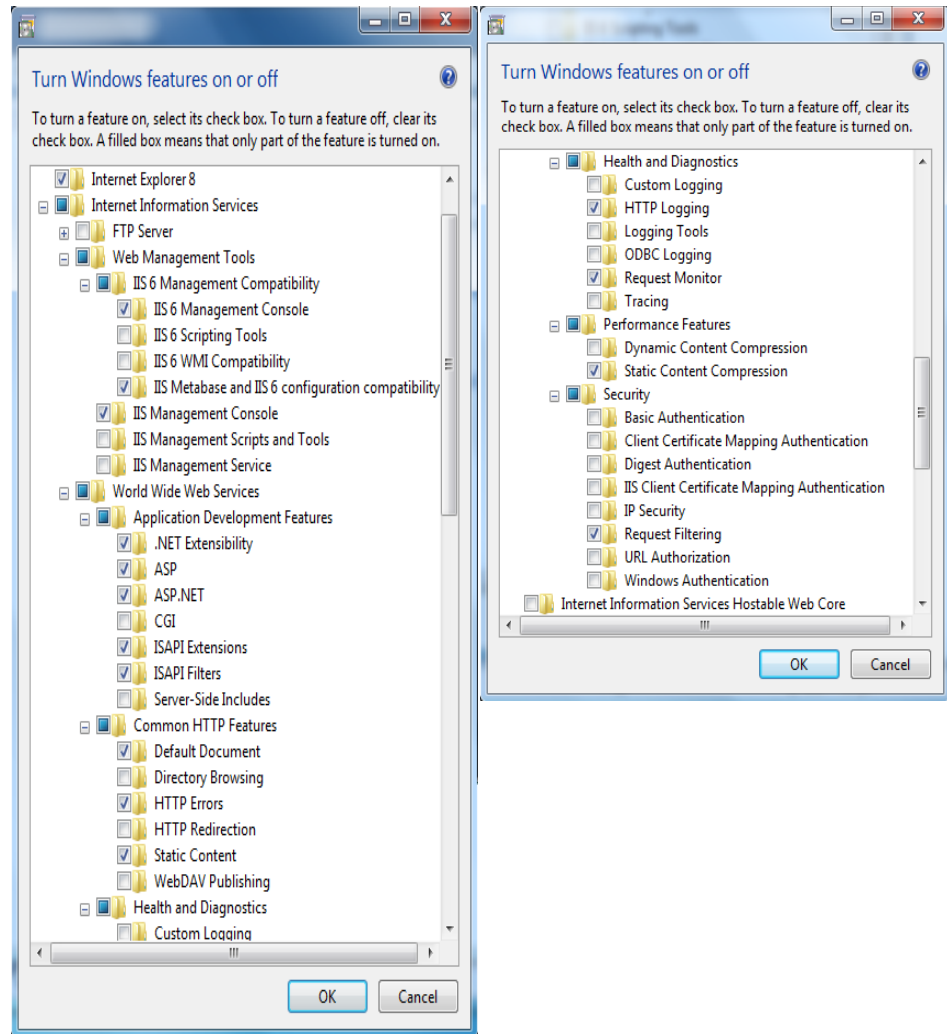 Turn Windows features on or off
To turn a feature on, select its check box. To turn a feature off, clear its
check box. A filled box means that only part of the feature is turned on.
Internet Explorer 8
Internet Information Services
FTP Server
Web Management Tools
IIS 6 Management Compatibility
IIS 6 Management Console
IIS 6 Scripting Tools
IIS 6 WMI Compatibility
IIS Metabase and IIS 6 configuration compatibility
IIS Management Console
IIS Management Scripts and Tools
IIS Management Service
World Wide Web Services
Application Development Features
.NET Extensibility
ASP
ASP.NET
CGI
ISAPI Extensions
ISAPI Filters
Server-Side Includes
Common HTTP Features
Default Document
Directory Browsing
HTTP Errors
HTTP Redirection
Static Content
WebDAV Publishing
Health and Diagnostics
Custom Logging
OK Cancel
Turn Windows features on or off
To turn a feature on, select its check box. To turn a feature off, clear its
check box. A filled box means that only part of the feature is turned on.
Health and Diagnostics
Custom Logging
HTTP Logging
Logging Tools
ODBC Logging
Request Monitor
Tracing
Performance Features
Dynamic Content Compression
Static Content Compression
Security
Basic Authentication
Client Certificate Mapping Authentication
Digest Authentication
IIS Client Certificate Mapping Authentication
IP Security
Request Filtering
URL Authorization
Windows Authentication
Internet Information Services Hostable Web Core
OK Cancel